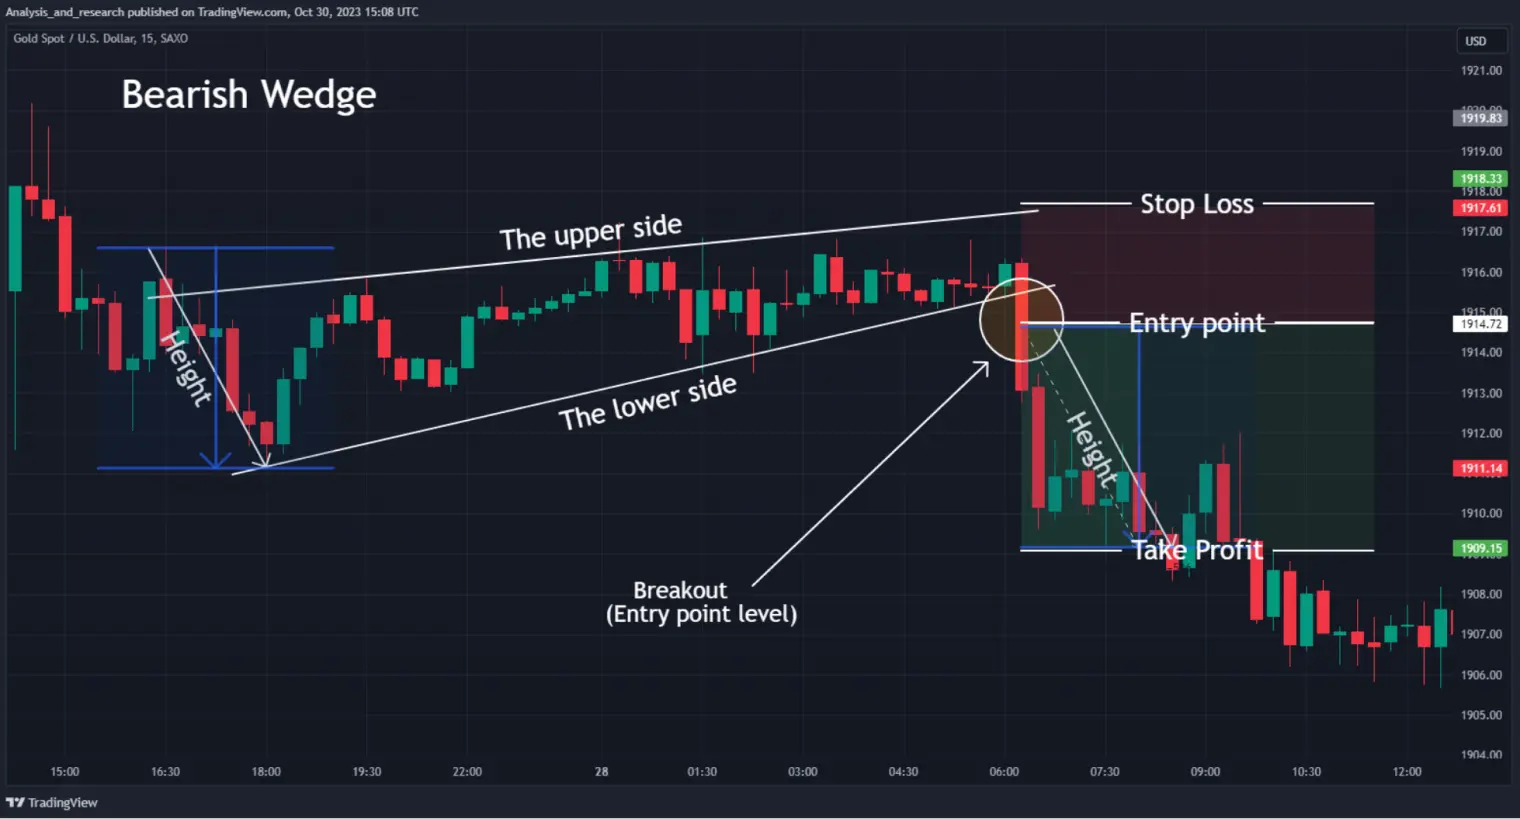 Analysis_and_research published on TradingView.com, Oct 30, 2023 15:08 UTC
Gold Spot / U.S. Dollar, 15, SAXO
USD
Bearish Wedge
1921.00
1919.83
1919.00
1918.33
1918.00
1917.61
1917.00
1916.00
1915.00
1914.72
1914.00
1913.00
1912.00
1911.14
1910.00
1909.15
1908.00
1907.00
1906.00
1905.00
1904.00
Stop Loss
The upper side
Entry point
Height
The lower side
Height
Take Profit
Breakout
(Entry point level)
15:00
16:30
18:00
19:30
22:00
28
01:30
03:00
04:30
06:00
07:30
09:00
10:30
12:00
TradingView